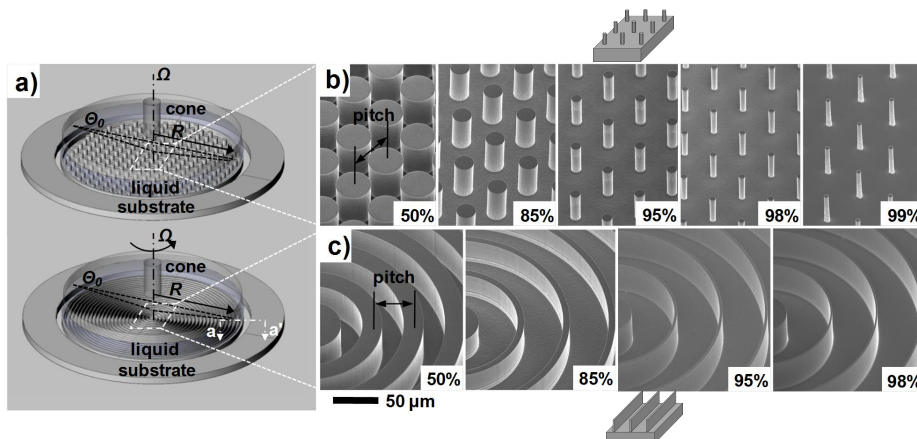 a)
Ω
cone
Θ0
R
liquid
substrate
Ω
cone
Θ0
R
a
a'
liquid
substrate
b)
pitch
50%
85%
95%
98%
99%
c)
pitch
50%
85%
95%
98%
50 µm